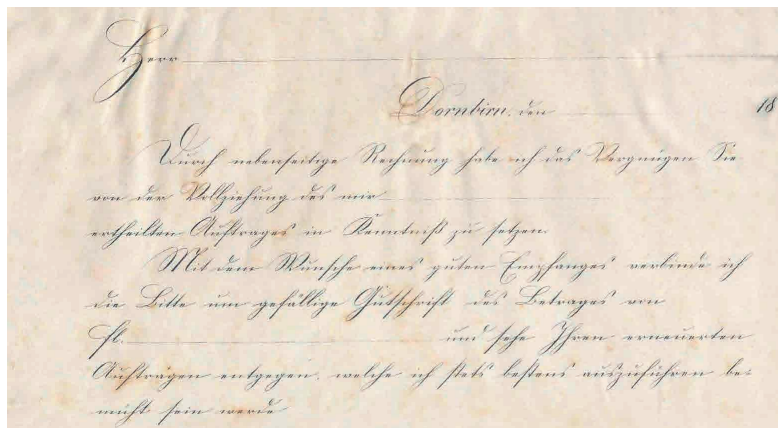 Herr
Dornbirn, den 18
Durch nebenseitige Rechnung habe ich das Vergnügen Sie
von der Vollziehung des mir
ertheilten Auftrages in Kenntniß zu setzen.
Mit dem Wunsche eines guten Empfanges verbinde ich
die Bitte um gefällige Gutschrift des Betrages von
fl. und sehe Ihren erneuerten
Aufträgen entgegen, welche ich stets bestens auszuführen be-
müht sein werde